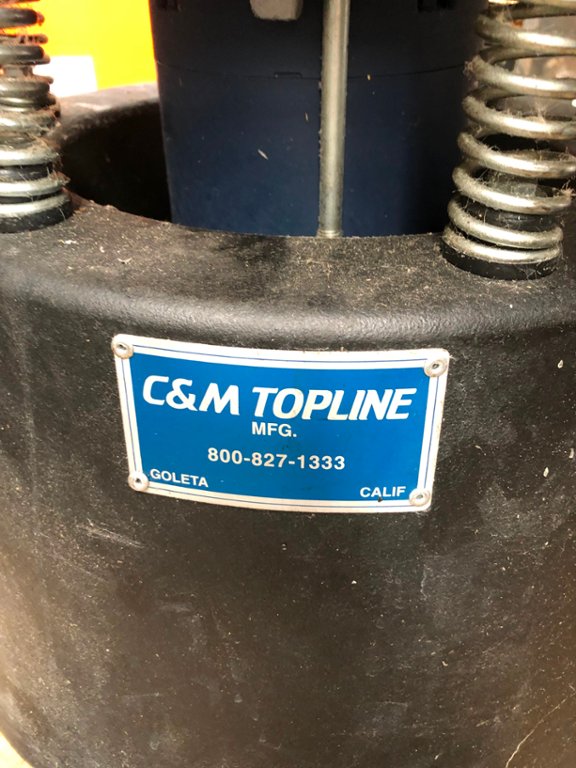 C&M TOPLINE
MFG.
800-827-1333
GOLETA CALIF